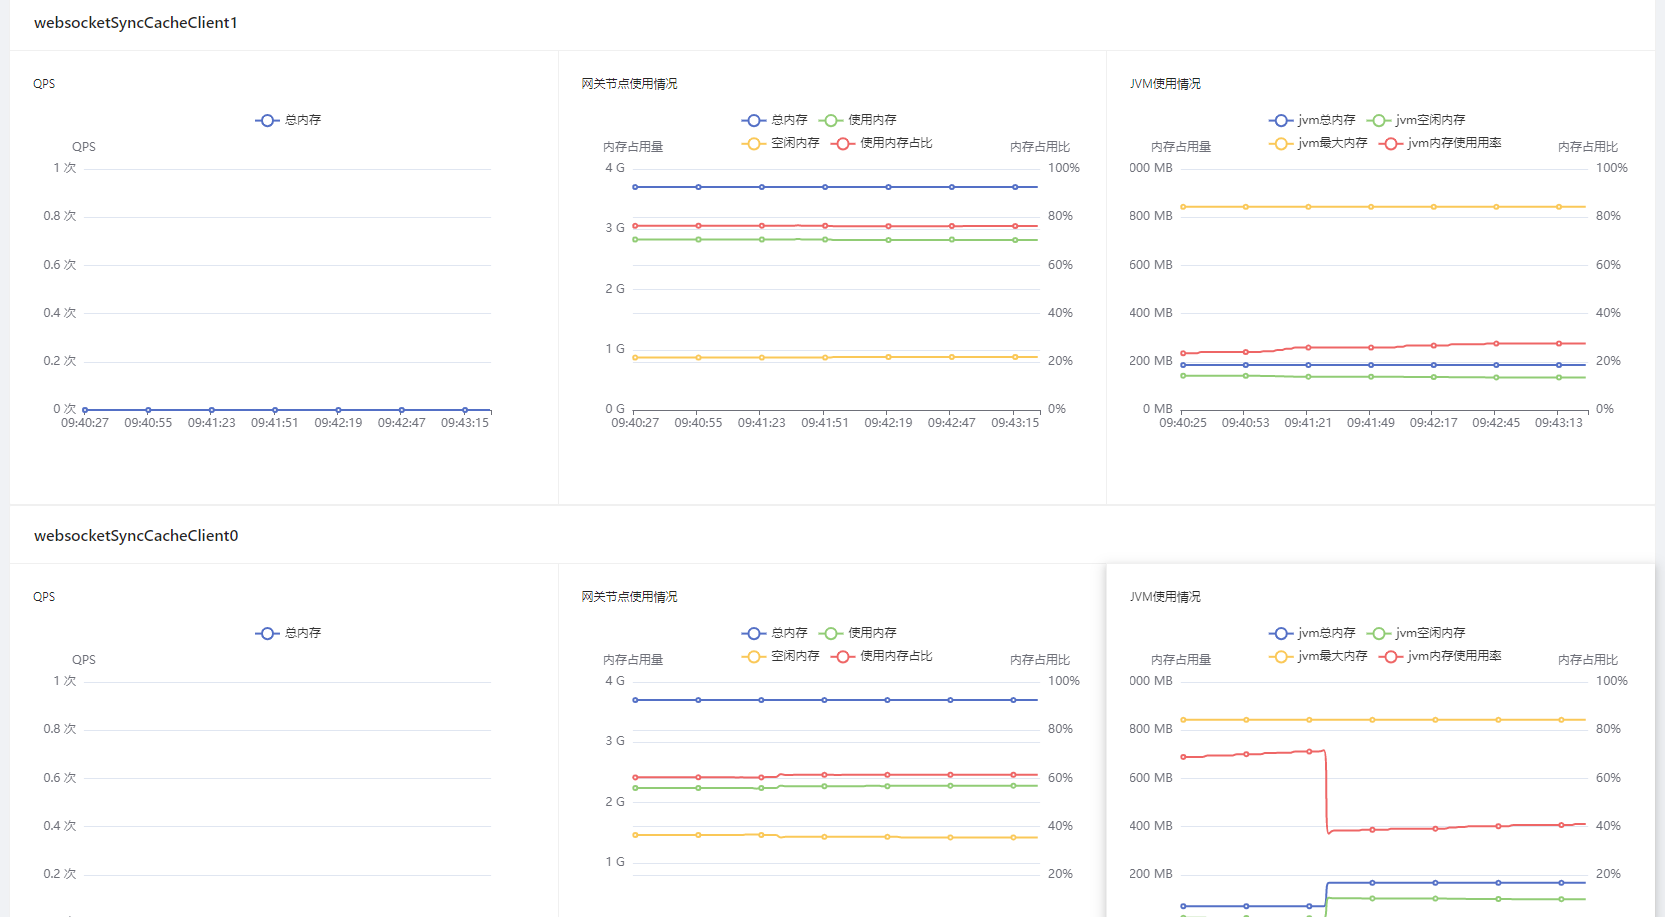 websocketSyncCacheClient1
QPS
总内存
QPS
1 次
0.8 次
0.6 次
0.4 次
0.2 次
0 次
09:40:27 09:40:55 09:41:23 09:41:51 09:42:19 09:42:47 09:43:15
网关节点使用情况
总内存 使用内存
空闲内存 使用内存占比
内存占用量 内存占用比
4 G 100%
80%
3 G
60%
2 G
40%
1 G
20%
0 G 0%
09:40:27 09:40:55 09:41:23 09:41:51 09:42:19 09:42:47 09:43:15
JVM使用情况
jvm总内存 jvm空闲内存
jvm最大内存 jvm内存使用用率
内存占用量 内存占用比
000 MB 100%
800 MB 80%
600 MB 60%
400 MB 40%
200 MB 20%
0 MB 0%
09:40:25 09:40:53 09:41:21 09:41:49 09:42:17 09:42:45 09:43:13
websocketSyncCacheClient0
QPS
总内存
QPS
1 次
0.8 次
0.6 次
0.4 次
0.2 次
网关节点使用情况
总内存 使用内存
空闲内存 使用内存占比
内存占用量 内存占用比
4 G 100%
80%
3 G
60%
2 G
40%
1 G
20%
JVM使用情况
jvm总内存 jvm空闲内存
jvm最大内存 jvm内存使用用率
内存占用量 内存占用比
000 MB 100%
800 MB 80%
600 MB 60%
400 MB 40%
200 MB 20%